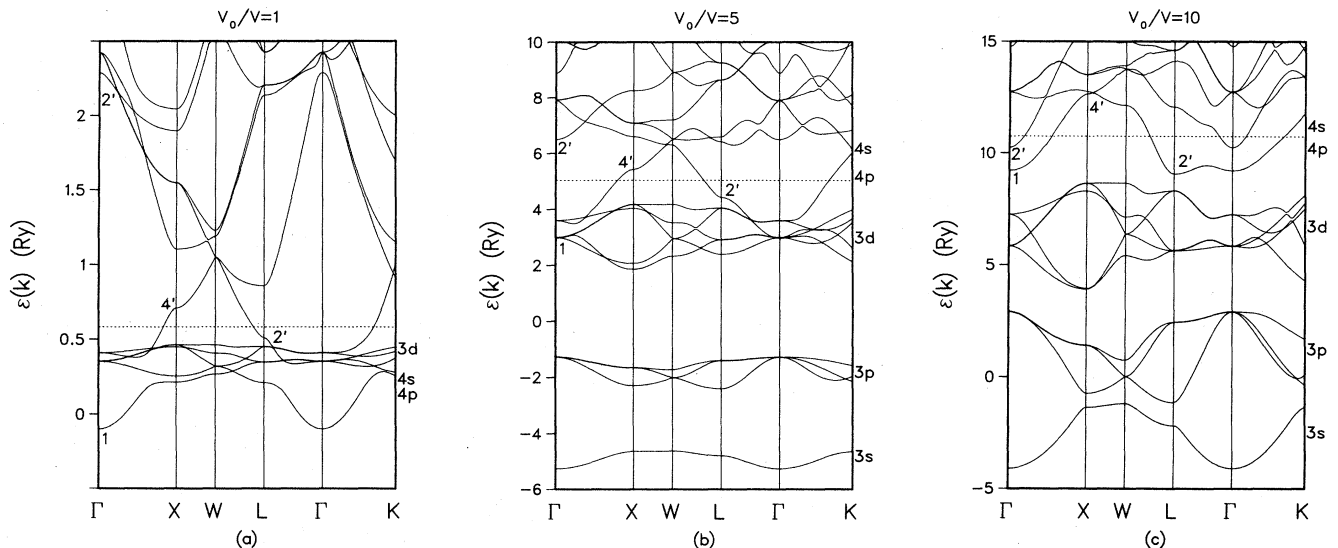 V₀/V=1
ε(k) (Ry)
2
1.5
1
0.5
0
2'
4'
2'
1
3d
4s
4p
Γ X W L Γ K
(a)
V₀/V=5
ε(k) (Ry)
10
8
6
4
2
0
−2
−4
−6
2'
4'
2'
1
4s
4p
3d
3p
3s
Γ X W L Γ K
(b)
V₀/V=10
ε(k) (Ry)
15
10
5
0
−5
4'
2'
1
2'
4s
4p
3d
3p
3s
Γ X W L Γ K
(c)